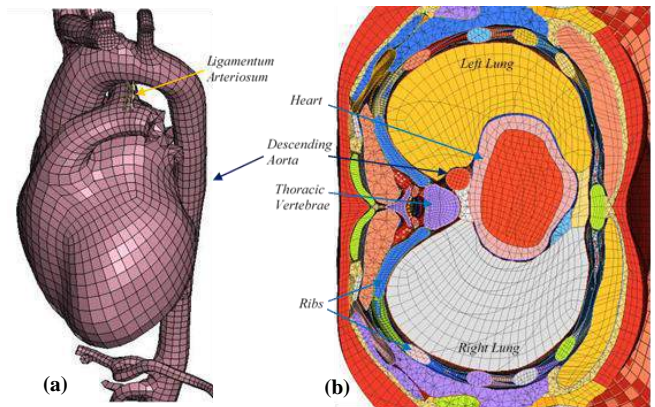 Ligamentum
Arteriosum
Left Lung
Heart
Descending
Aorta
Thoracic
Vertebrae
Ribs
Right Lung
(a)
(b)